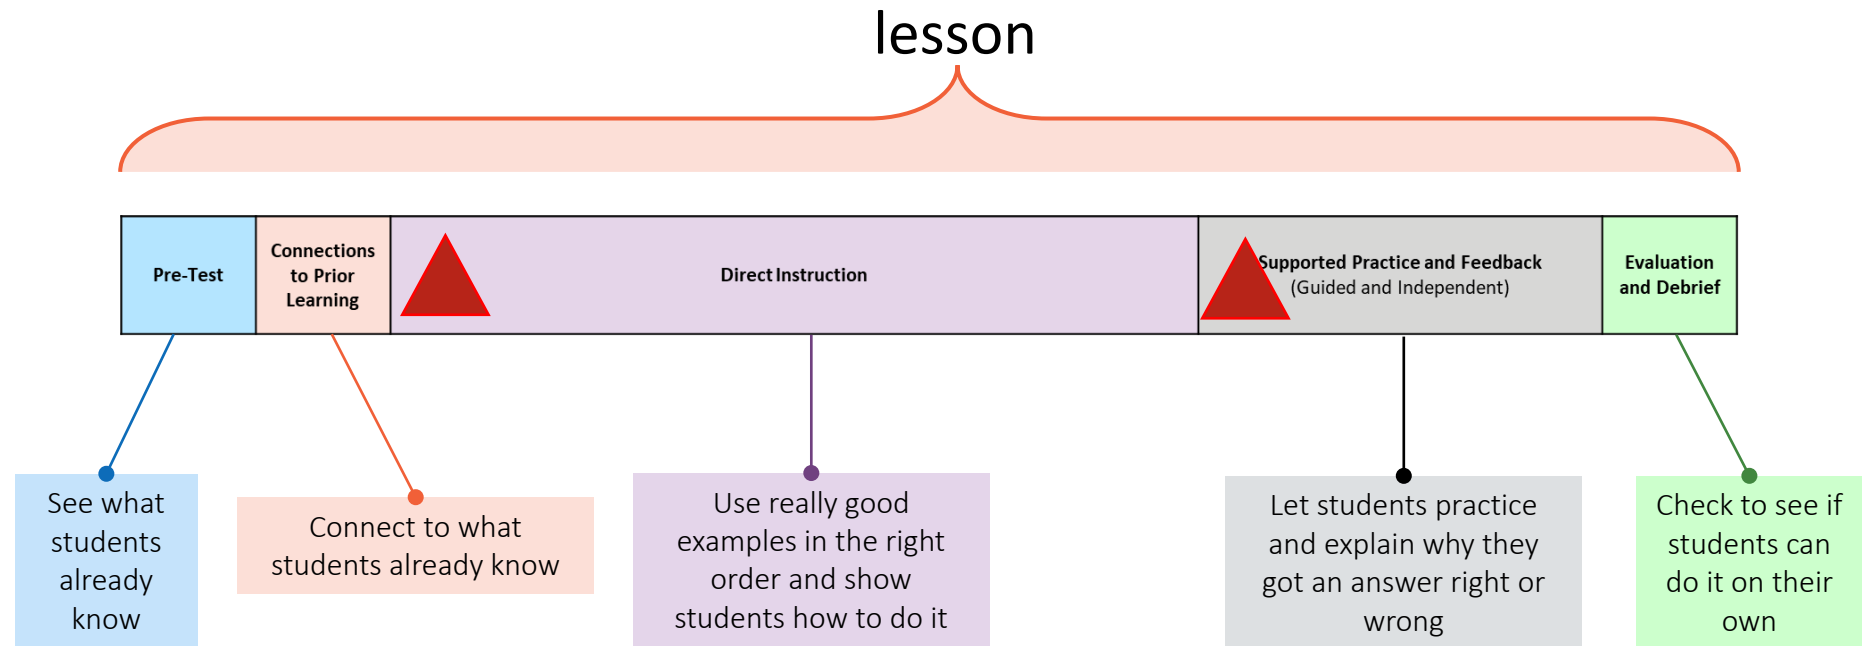 lesson
Pre-Test
Connections
to Prior
Learning
Direct Instruction
Supported Practice and Feedback
(Guided and Independent)
Evaluation
and Debrief
See what
students
already
know
Connect to what
students already know
Use really good
examples in the right
order and show
students how to do it
Let students practice
and explain why they
got an answer right or
wrong
Check to see if
students can
do it on their
own